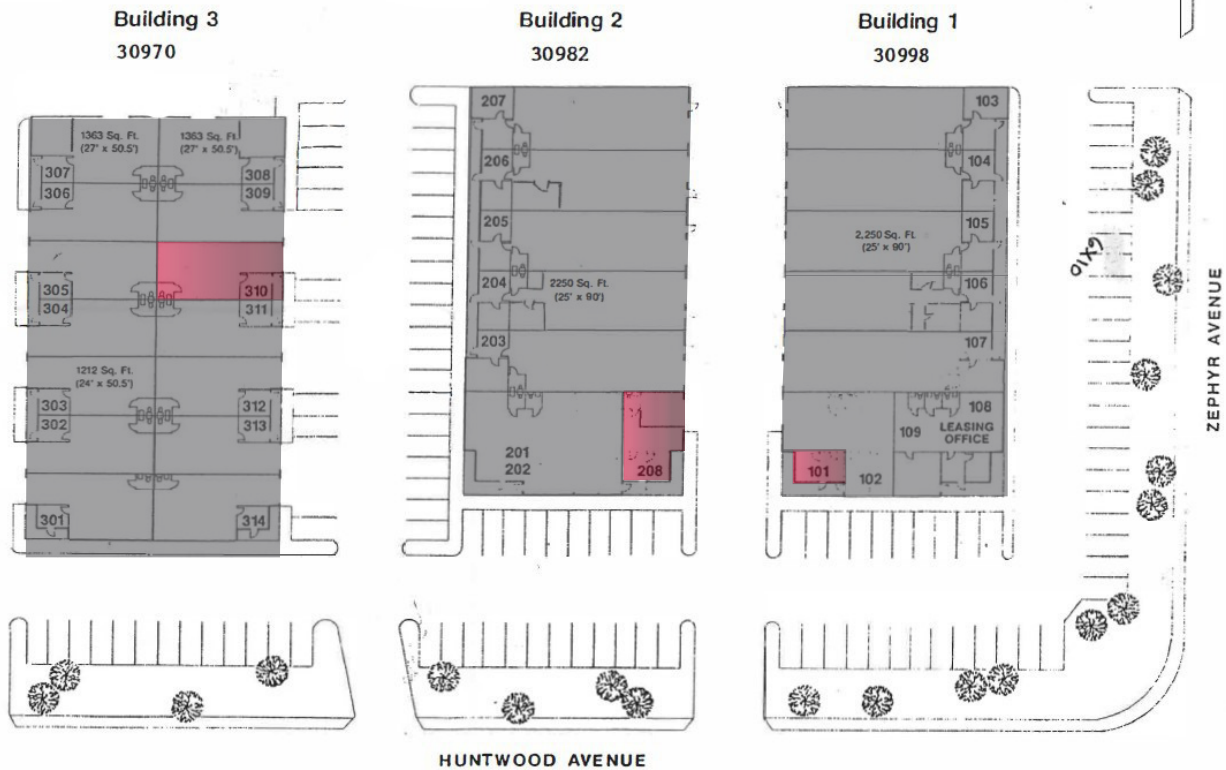 Building 3
30970
1363 Sq. Ft.
(27' x 50.5')
1363 Sq. Ft.
(27' x 50.5')
307
306
308
309
305
304
310
311
1212 Sq. Ft.
(24' x 50.5')
303
302
312
313
301
314
Building 2
30982
207
206
205
204
2250 Sq. Ft.
(25' x 90')
203
201
202
208
Building 1
30998
103
104
105
2,250 Sq. Ft.
(25' x 90')
106
107
108
109
LEASING
OFFICE
101
102
6x10
ZEPHYR AVENUE
HUNTWOOD AVENUE